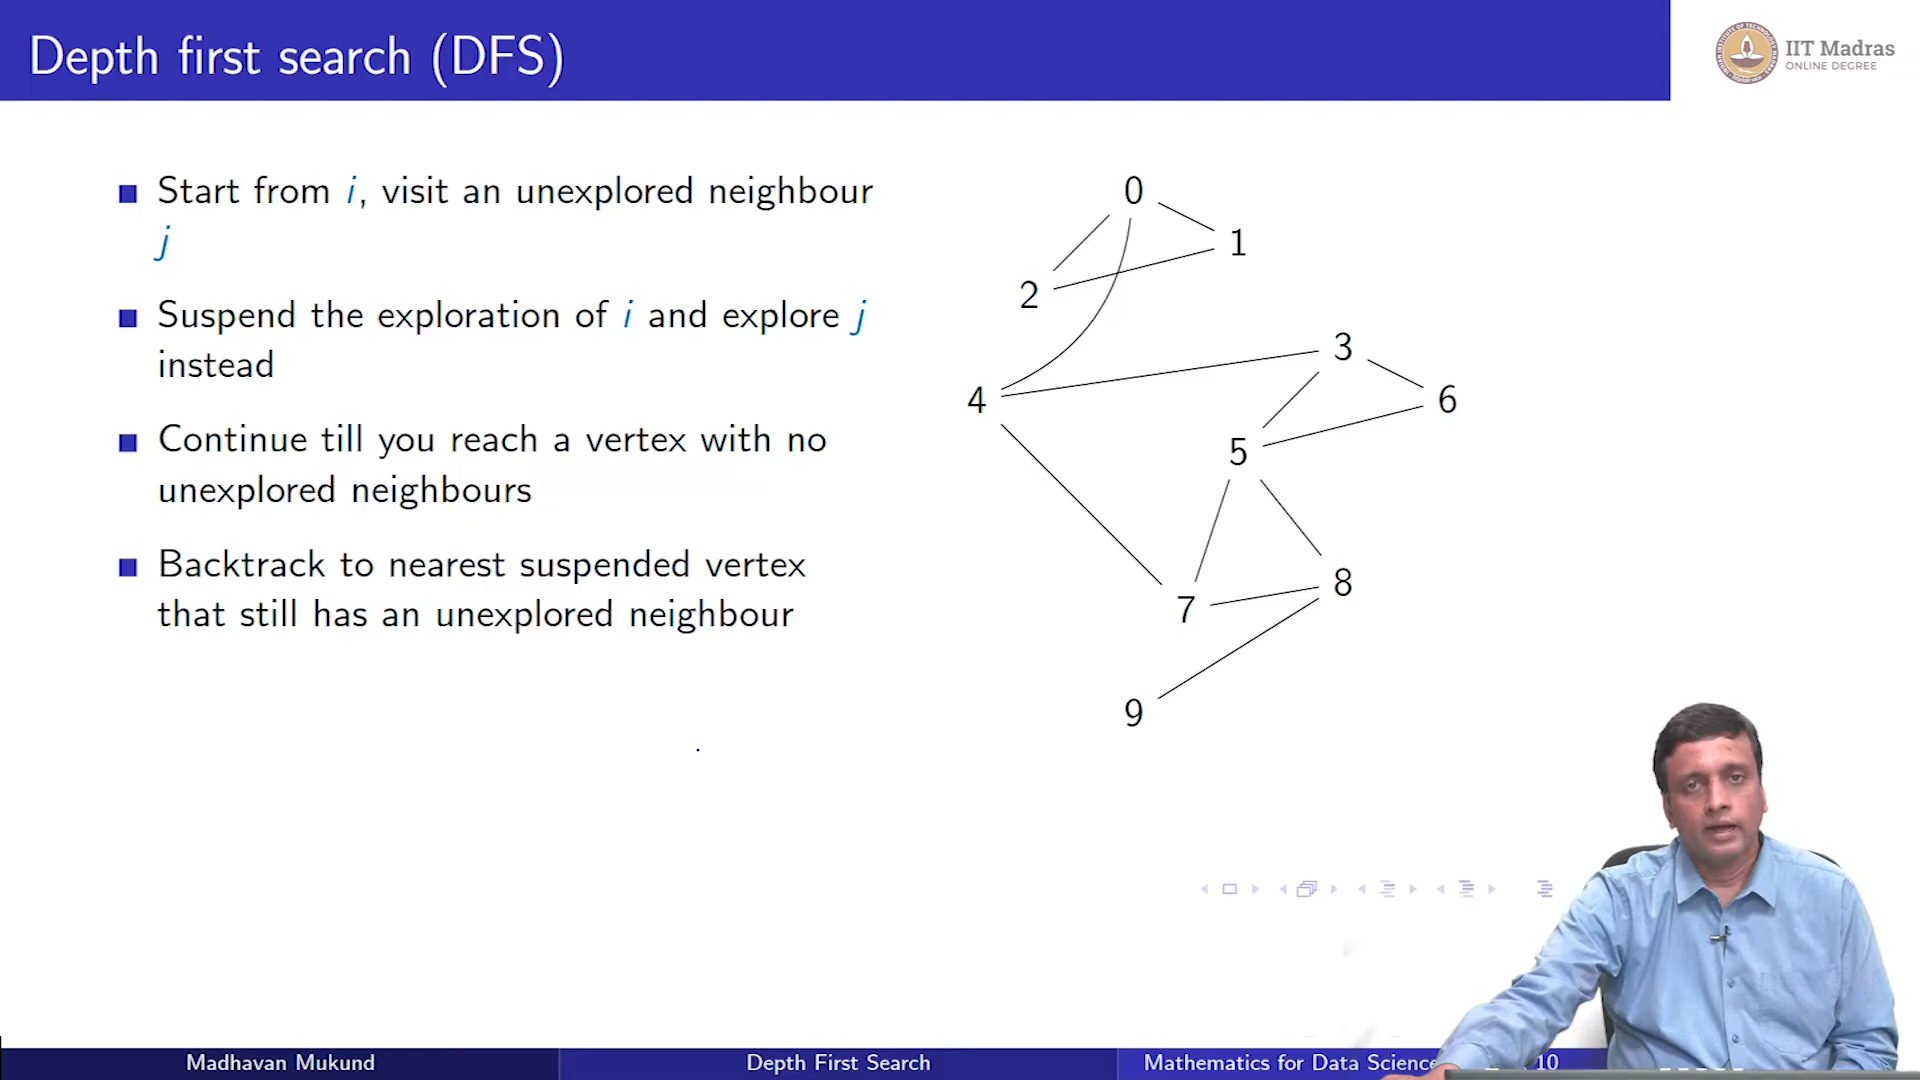 Depth first search (DFS)
IIT Madras
ONLINE DEGREE
Start from i, visit an unexplored neighbour
j
Suspend the exploration of i and explore j
instead
Continue till you reach a vertex with no
unexplored neighbours
Backtrack to nearest suspended vertex
that still has an unexplored neighbour
0
1
2
3
4
6
5
8
7
9
Madhavan Mukund
Depth First Search
Mathematics for Data Science
10